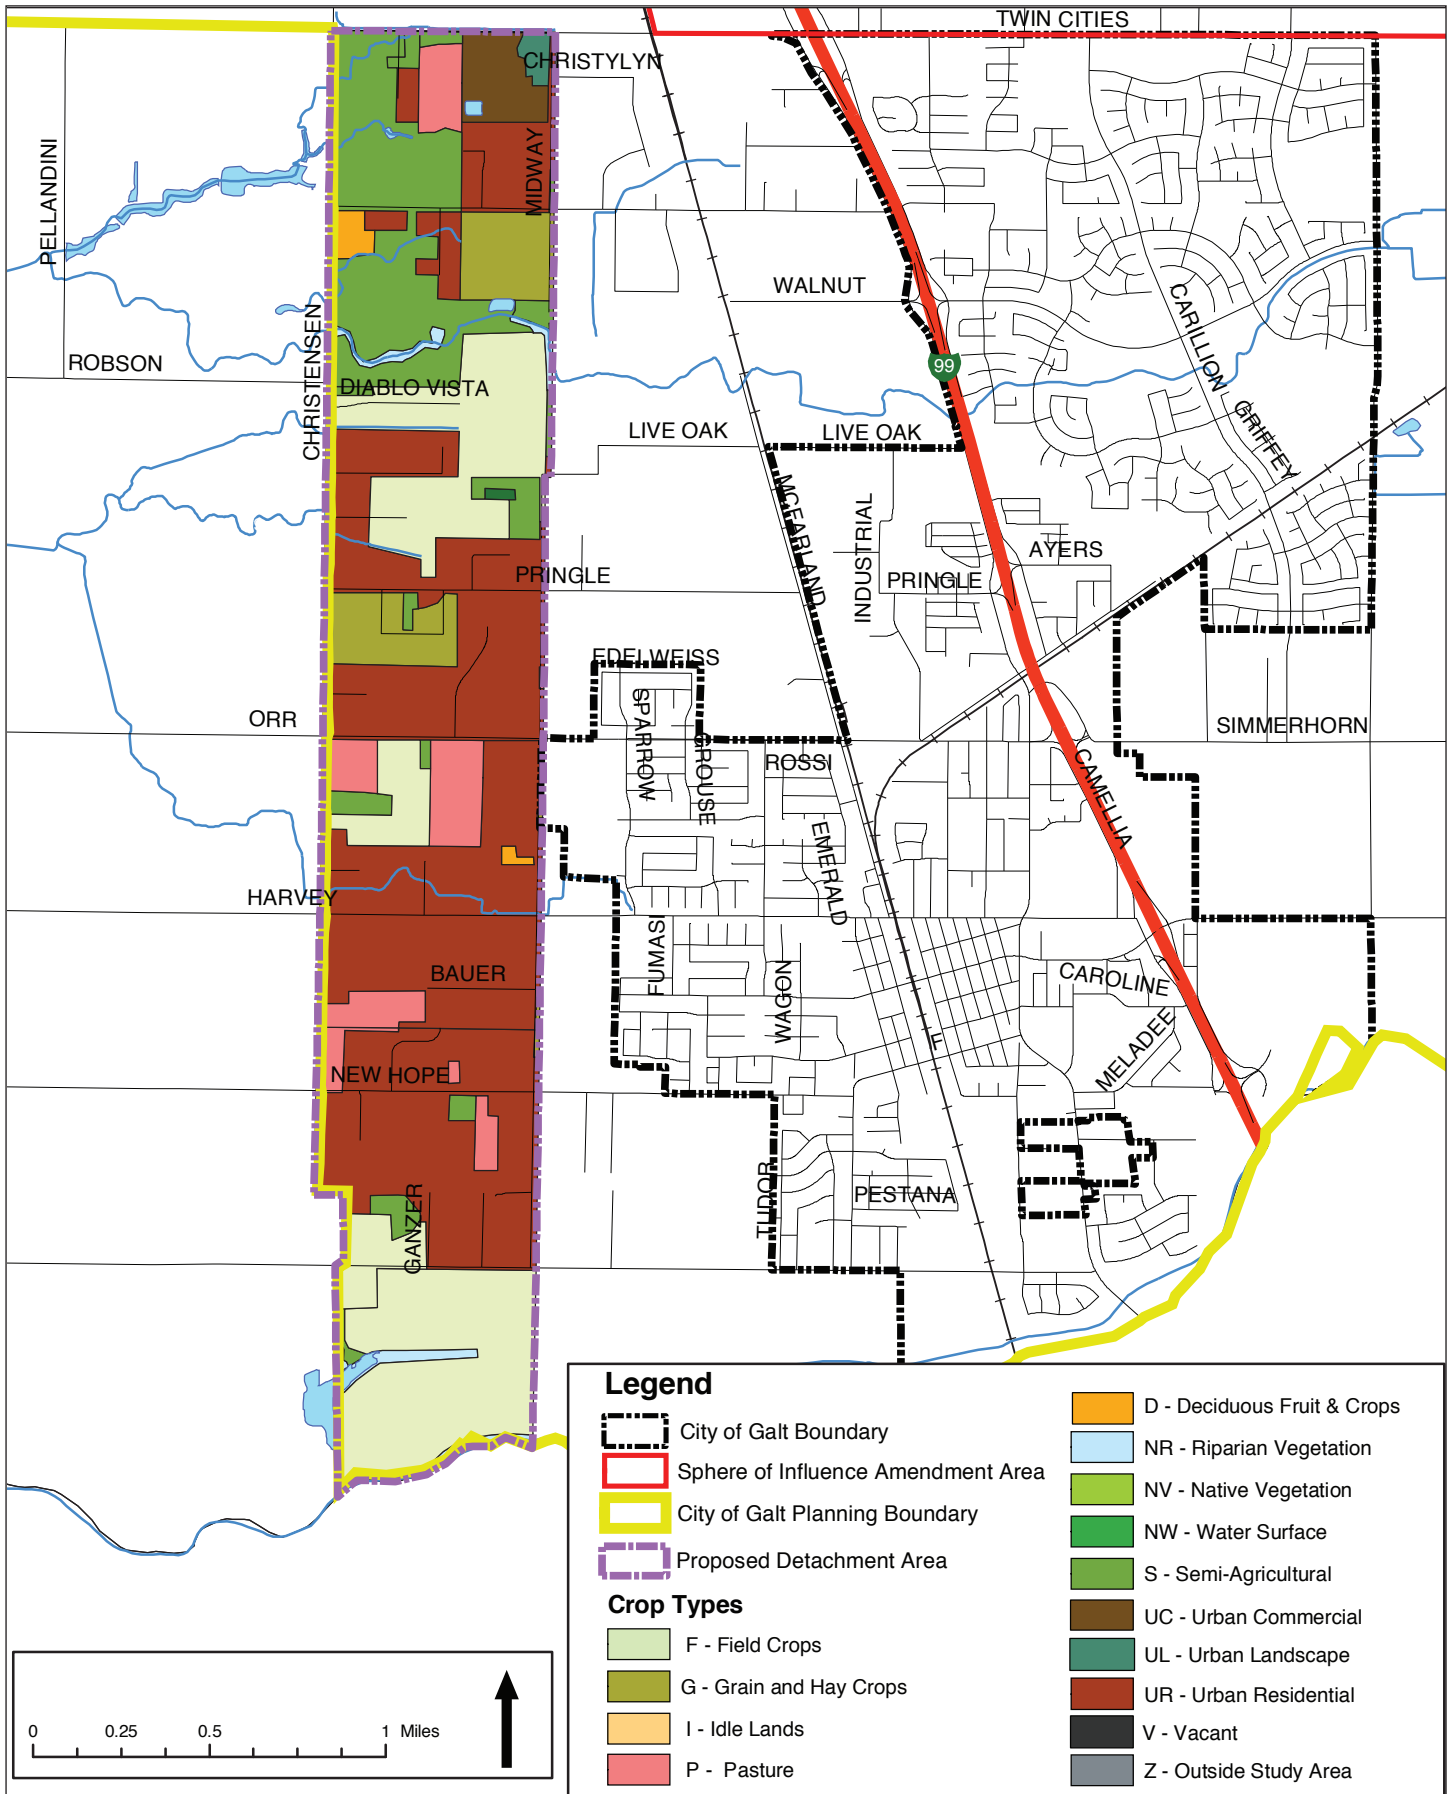 TWIN CITIES
CHRISTYLYN
PELLANDINI
MIDWAY
WALNUT
CARILLION
CHRISTENSEN
ROBSON
99
DIABLO VISTA
GRIFFEY
LIVE OAK
LIVE OAK
MCFARLAND
INDUSTRIAL
AYERS
PRINGLE
PRINGLE
EDELWEISS
SPARROW
GROUSE
ORR
SIMMERHORN
ROSSI
CAMELLIA
EMERALD
HARVEY
FUMASI
BAUER
WAGON
CAROLINE
MELADEE
NEW HOPE
TUDOR
PESTANA
GANZER
Legend
City of Galt Boundary
Sphere of Influence Amendment Area
City of Galt Planning Boundary
Proposed Detachment Area
Crop Types
F - Field Crops
G - Grain and Hay Crops
I - Idle Lands
P - Pasture
D - Deciduous Fruit & Crops
NR - Riparian Vegetation
NV - Native Vegetation
NW - Water Surface
S - Semi-Agricultural
UC - Urban Commercial
UL - Urban Landscape
UR - Urban Residential
V - Vacant
Z - Outside Study Area
0 0.25 0.5 1 Miles